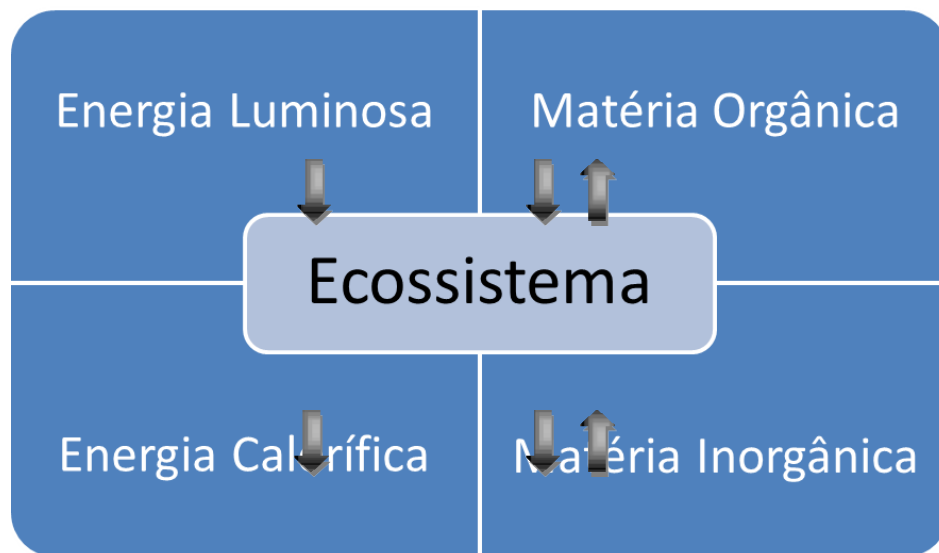 Energia Luminosa
Matéria Orgânica
Ecossistema
Energia Calorífica
Matéria Inorgânica